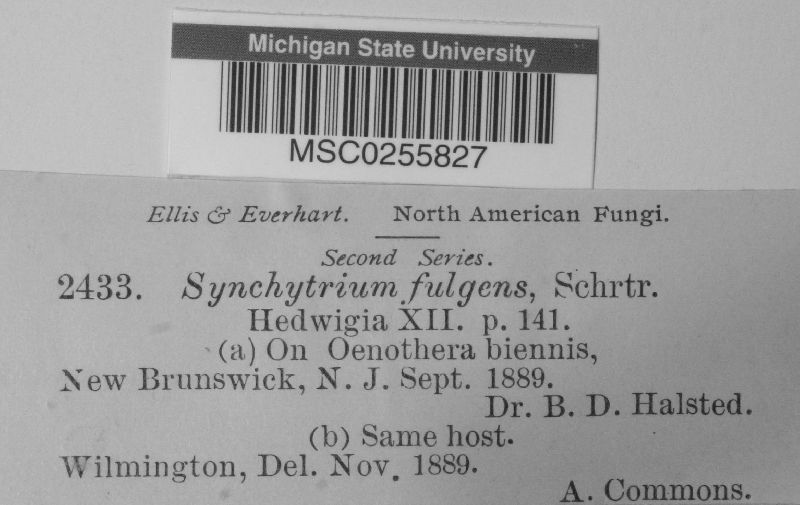 Michigan State University
MSC0255827
Ellis & Everhart. North American Fungi.
Second Series.
2433. Synchytrium fulgens, Schrtr.
Hedwigia XII. p. 141.
(a) On Oenothera biennis,
New Brunswick, N. J. Sept. 1889.
Dr. B. D. Halsted.
(b) Same host.
Wilmington, Del. Nov. 1889.
A. Commons.